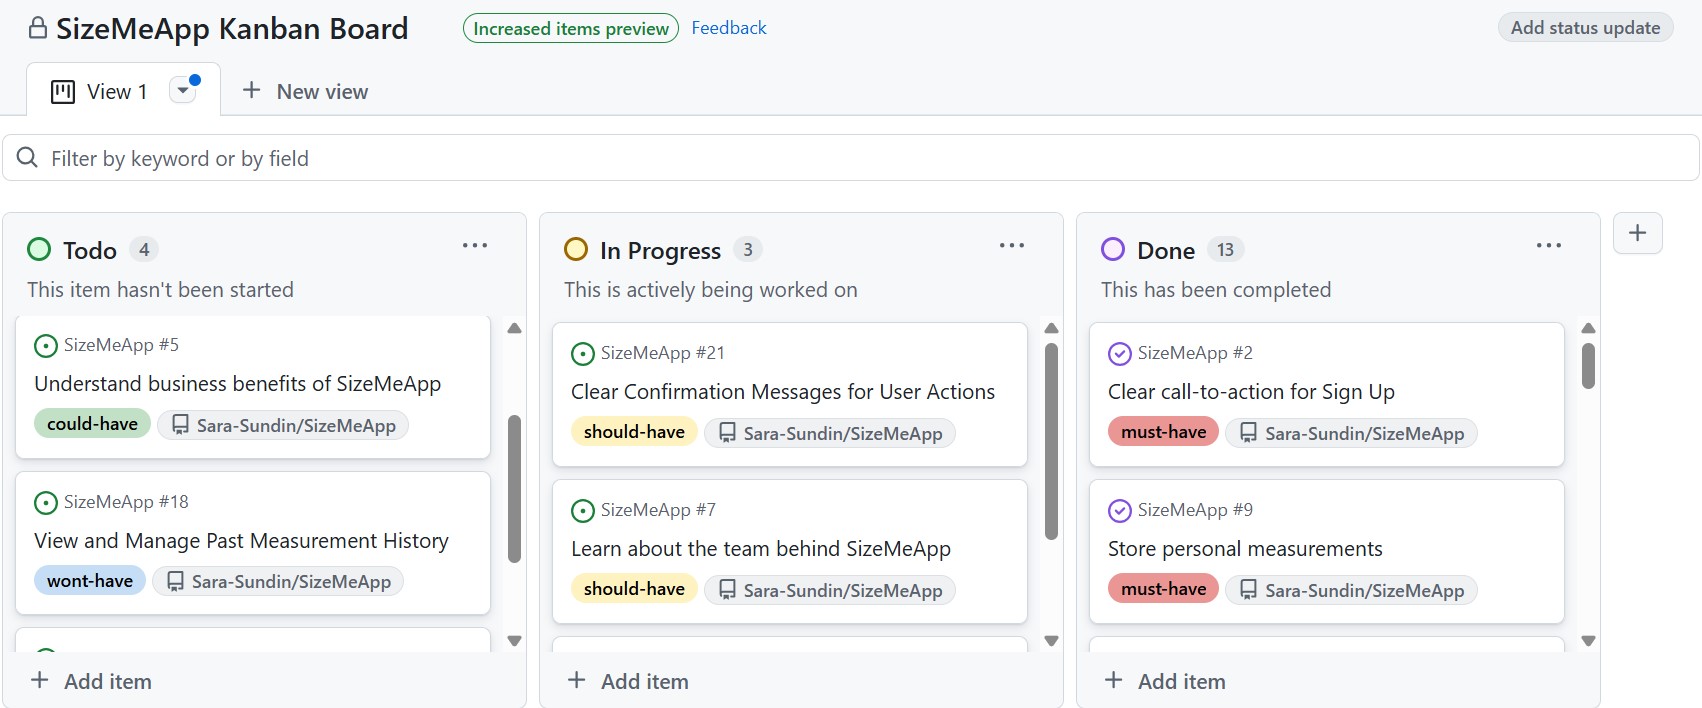 SizeMeApp Kanban Board
Increased items preview
Feedback
Add status update
View 1
New view
Filter by keyword or by field
Todo 4
This item hasn't been started
SizeMeApp #5
Understand business benefits of SizeMeApp
could-have Sara-Sundin/SizeMeApp
SizeMeApp #18
View and Manage Past Measurement History
wont-have Sara-Sundin/SizeMeApp
+ Add item
In Progress 3
This is actively being worked on
SizeMeApp #21
Clear Confirmation Messages for User Actions
should-have Sara-Sundin/SizeMeApp
SizeMeApp #7
Learn about the team behind SizeMeApp
should-have Sara-Sundin/SizeMeApp
+ Add item
Done 13
This has been completed
SizeMeApp #2
Clear call-to-action for Sign Up
must-have Sara-Sundin/SizeMeApp
SizeMeApp #9
Store personal measurements
must-have Sara-Sundin/SizeMeApp
+ Add item